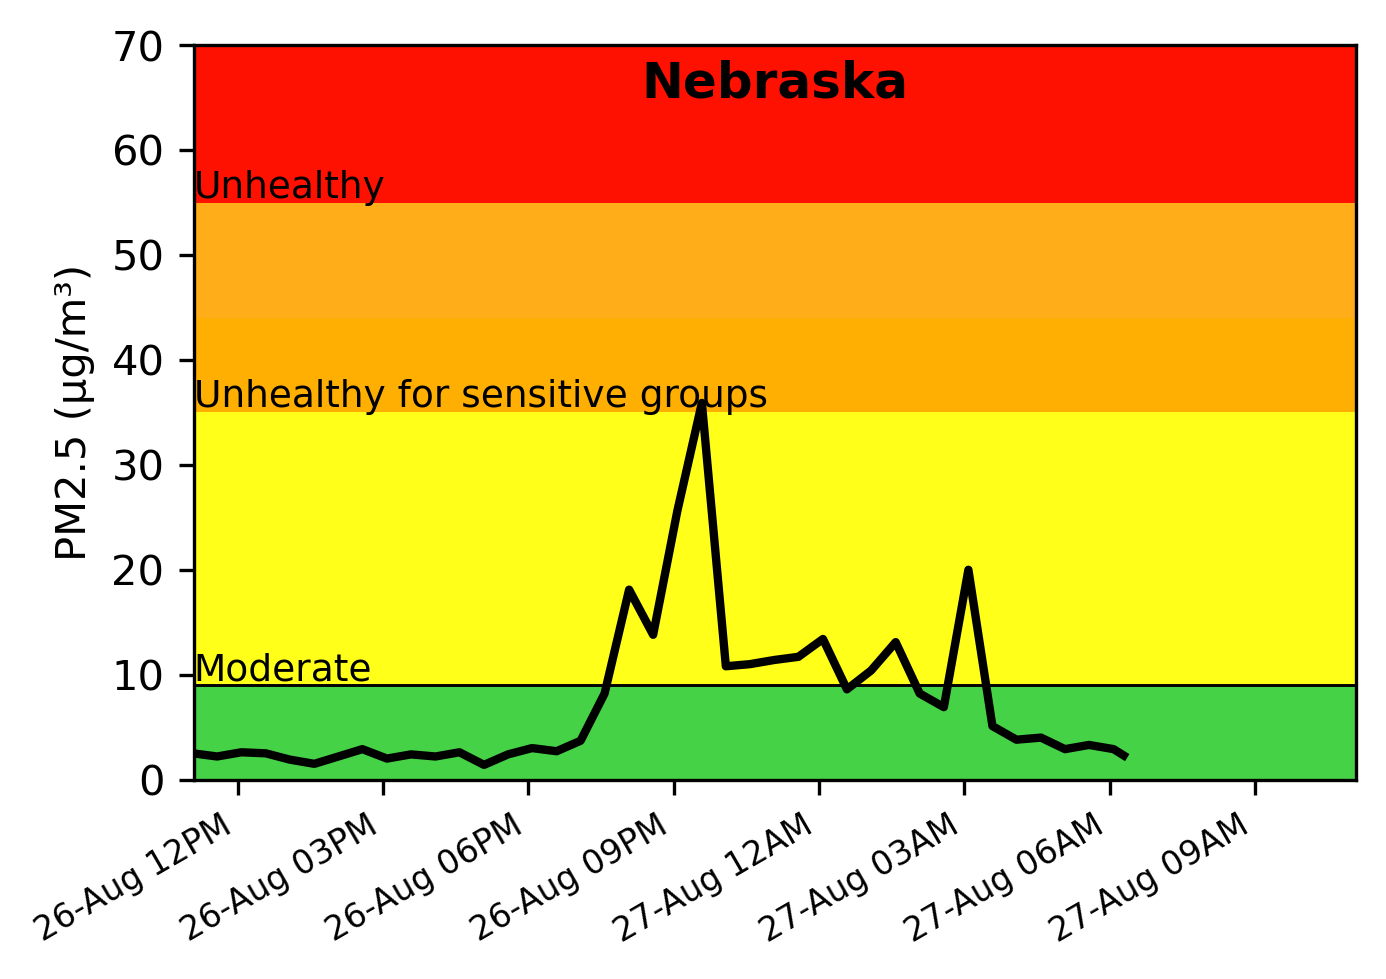 Nebraska
70
60
Unhealthy
50
40
Unhealthy for sensitive groups
30
20
Moderate
10
0
PM2.5 (µg/m³)
26-Aug 12PM
26-Aug 03PM
26-Aug 06PM
26-Aug 09PM
27-Aug 12AM
27-Aug 03AM
27-Aug 06AM
27-Aug 09AM